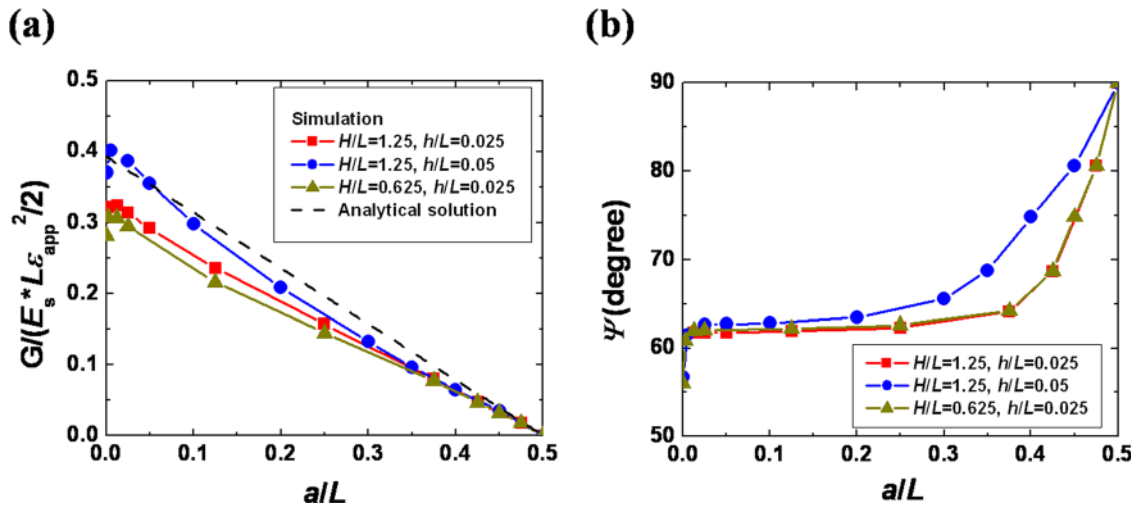 (a)
G/(E_s*Lε_app^2/2)
0.5
0.4
0.3
0.2
0.1
0.0
Simulation
H/L=1.25, h/L=0.025
H/L=1.25, h/L=0.05
H/L=0.625, h/L=0.025
Analytical solution
0.0 0.1 0.2 0.3 0.4 0.5
a/L
(b)
Ψ(degree)
90
80
70
60
50
H/L=1.25, h/L=0.025
H/L=1.25, h/L=0.05
H/L=0.625, h/L=0.025
0.0 0.1 0.2 0.3 0.4 0.5
a/L